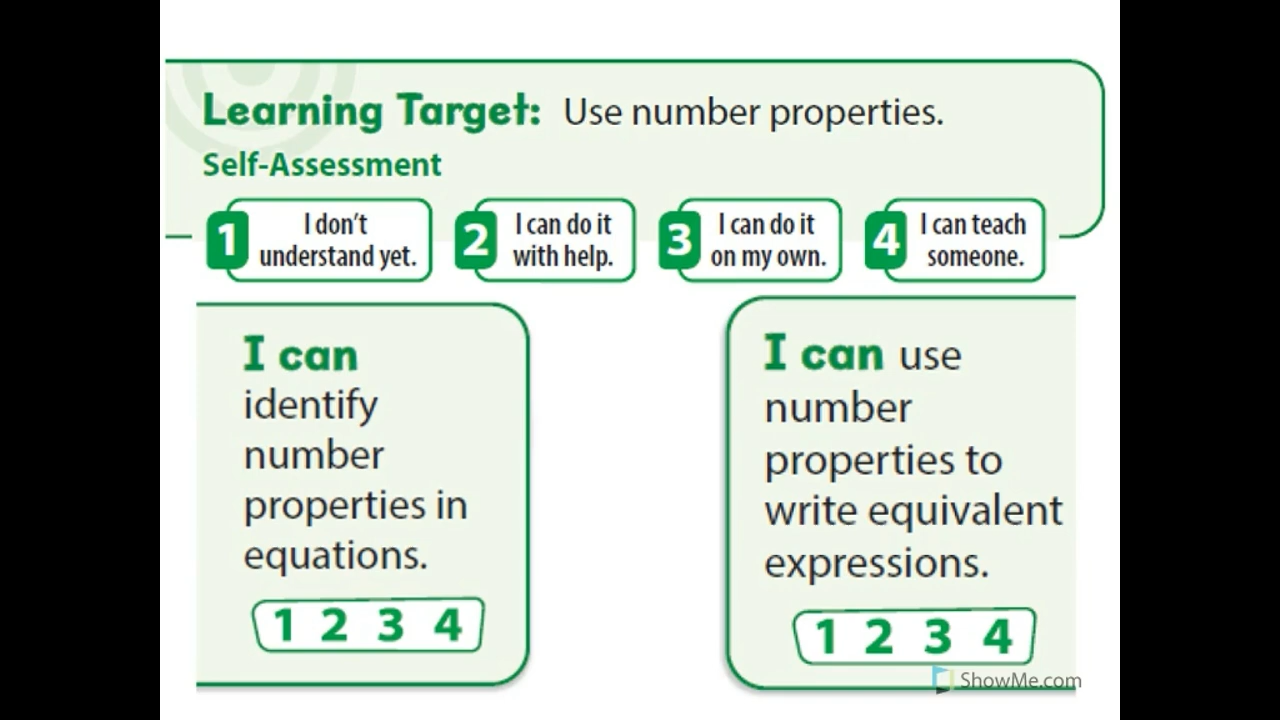 Learning Target: Use number properties.
Self-Assessment
1 I don't understand yet.
2 I can do it with help.
3 I can do it on my own.
4 I can teach someone.
I can
identify
number
properties in
equations.
1 2 3 4
I can use
number
properties to
write equivalent
expressions.
1 2 3 4
ShowMe.com